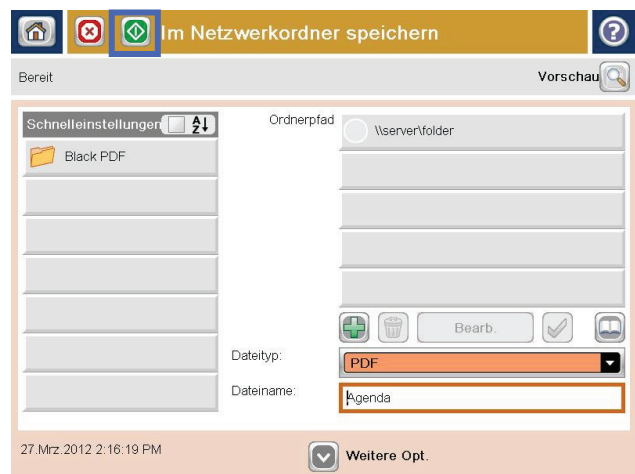 Im Netzwerkordner speichern
Bereit
Vorschau
Schnelleinstellungen
Ordnerpfad
\\server\folder
Black PDF
Bearb.
Dateityp:
PDF
Dateiname:
Agenda
27.Mrz.2012 2:16:19 PM
Weitere Opt.